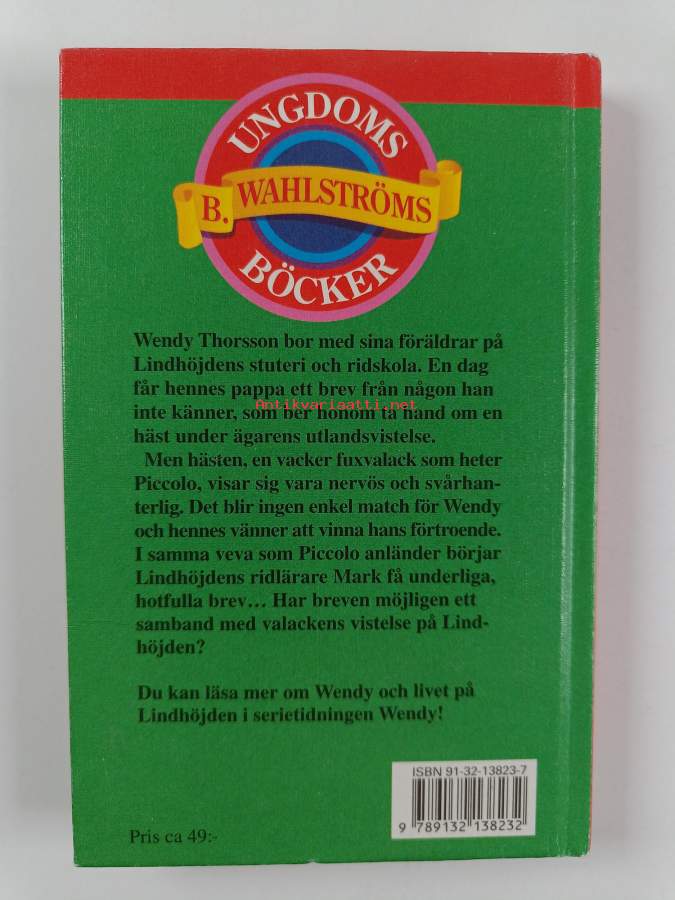 UNGDOMS
B. WAHLSTRÖMS
BÖCKER
Wendy Thorsson bor med sina föräldrar på
Lindhöjdens stuteri och ridskola. En dag
får hennes pappa ett brev från någon han
inte känner, som ber honom ta hand om en
Antikvariaatti.net
häst under ägarens utlandsvistelse.
Men hästen, en vacker fuxvalack som heter
Piccolo, visar sig vara nervös och svårhan-
terlig. Det blir ingen enkel match för Wendy
och hennes vänner att vinna hans förtroende.
I samma veva som Piccolo anländer börjar
Lindhöjdens ridlärare Mark få underliga,
hotfulla brev… Har breven möjligen ett
samband med valackens vistelse på Lind-
höjden?
Du kan läsa mer om Wendy och livet på
Lindhöjden i serietidningen Wendy!
ISBN 91-32-13823-7
9 789132 138232
Pris ca 49:-